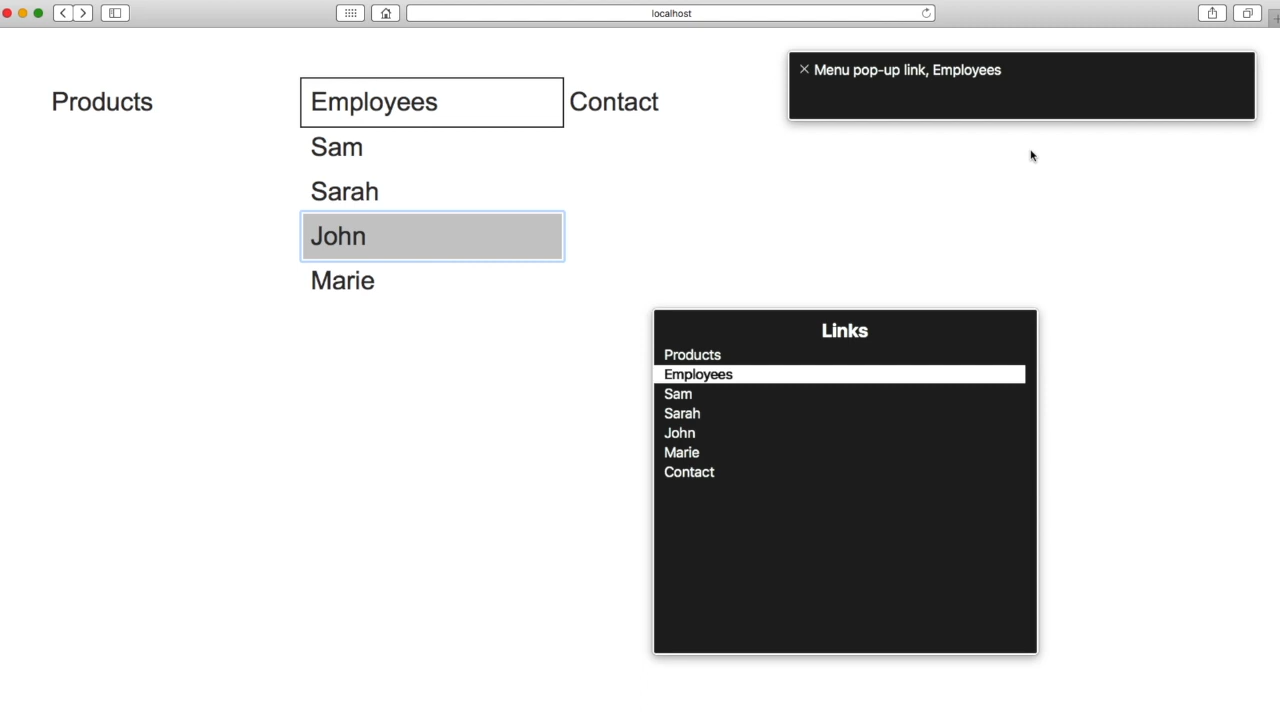 localhost
Menu pop-up link, Employees
Products
Employees
Contact
Sam
Sarah
John
Marie
Links
Products
Employees
Sam
Sarah
John
Marie
Contact